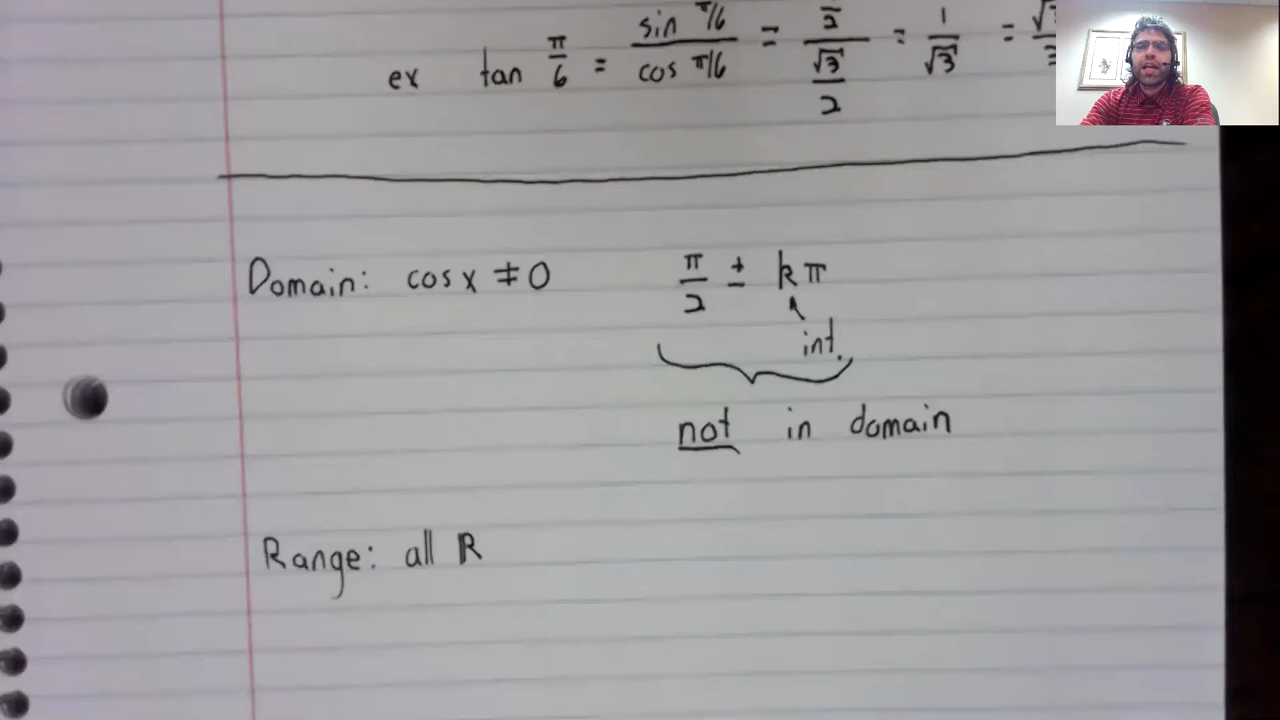 ex tan π/6 = sin π/6 / cos π/6 = 1/2 / √3/2 = 1/√3 =
Domain: cos x ≠ 0 π/2 ± kπ
int.
not in domain
Range: all ℝ